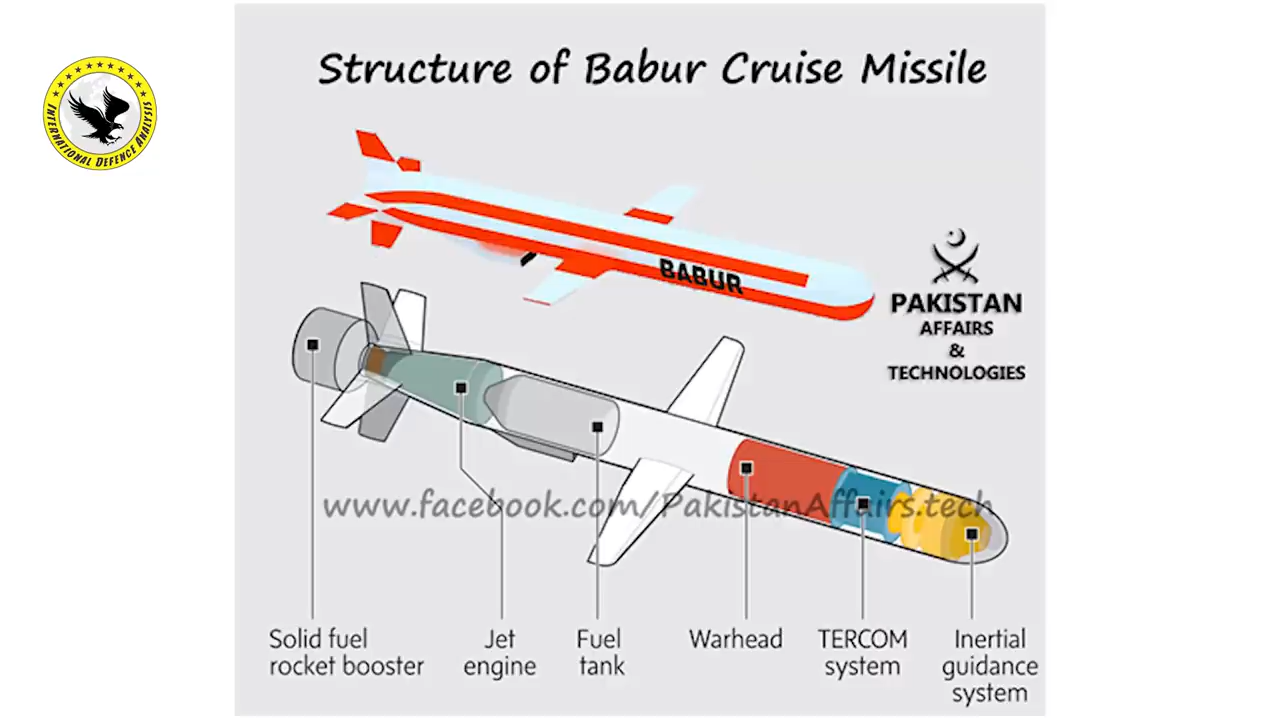 INTERNATIONAL DEFENCE ANALYSIS
Structure of Babur Cruise Missile
BABUR
PAKISTAN
AFFAIRS
&
TECHNOLOGIES
www.facebook.com/PakistanAffairs.tech
Solid fuel
rocket booster
Jet
engine
Fuel
tank
Warhead
TERCOM
system
Inertial
guidance
system